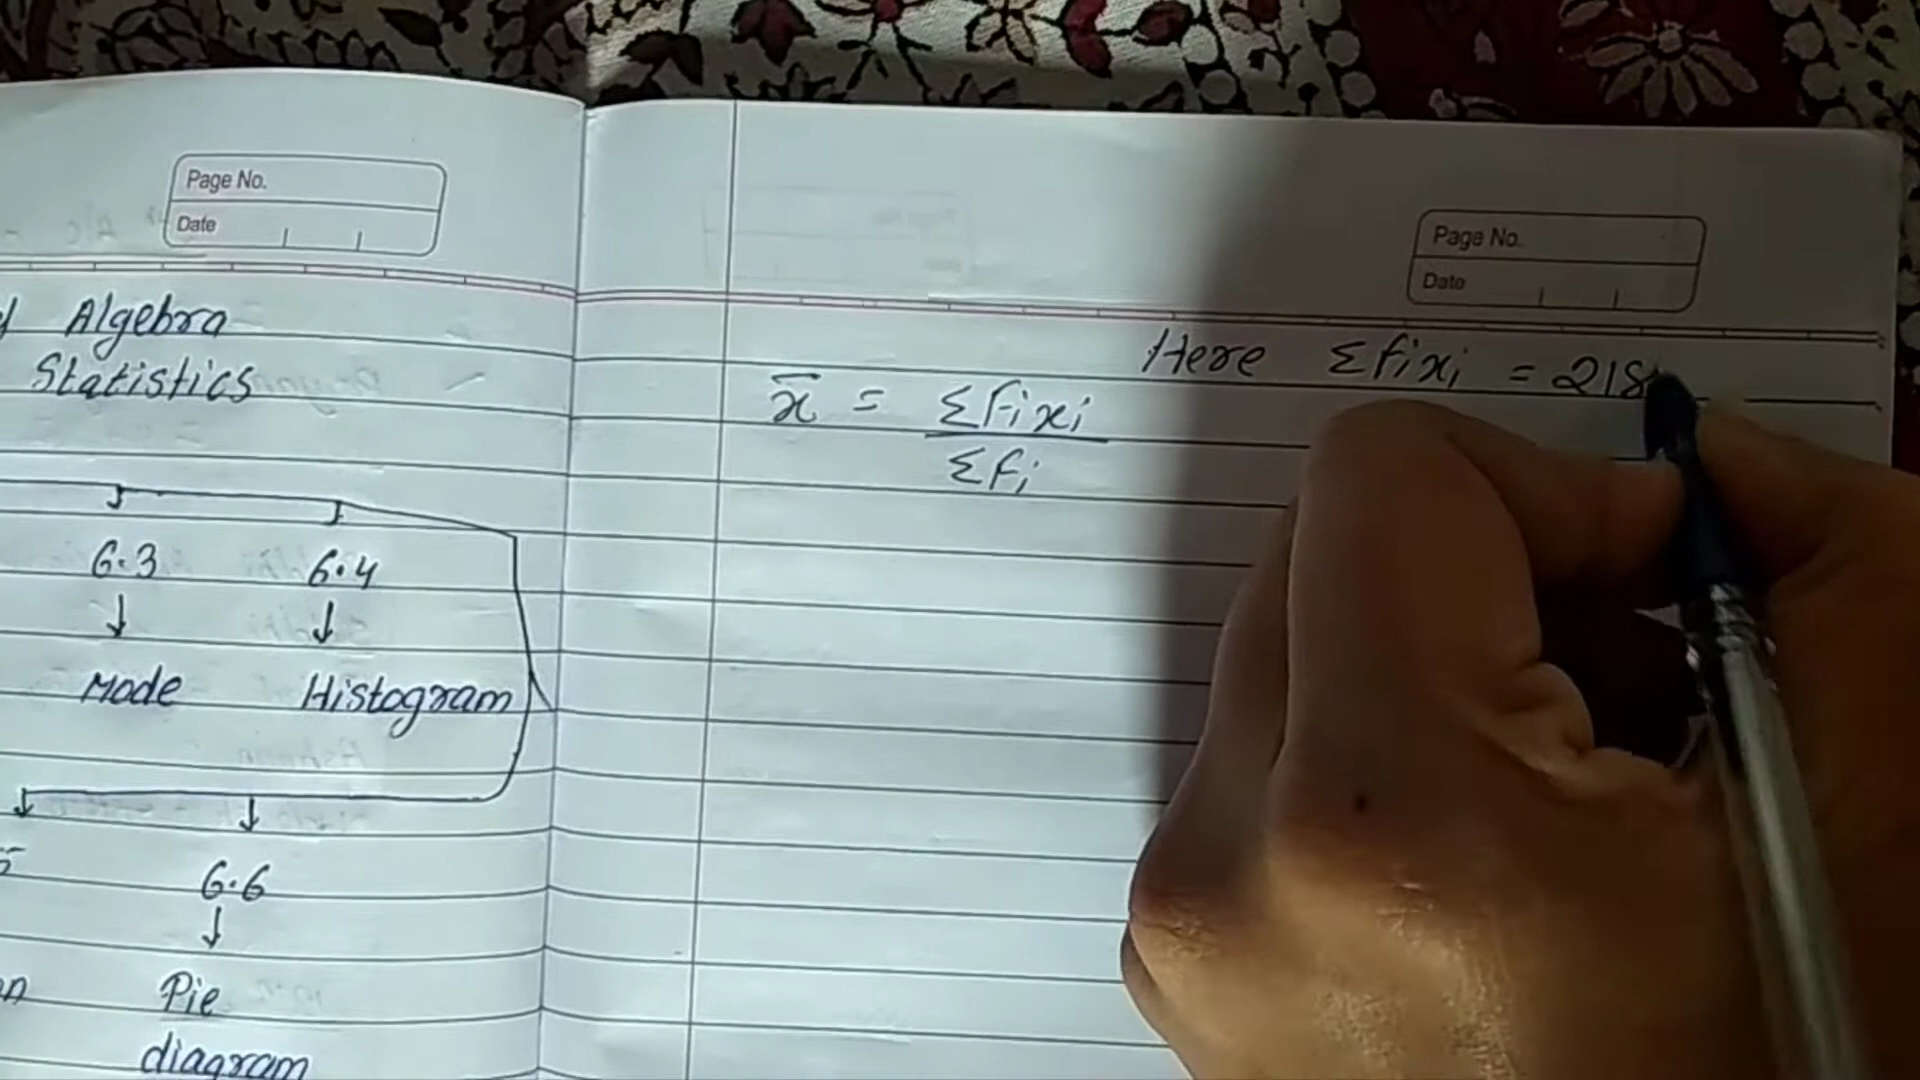 Page No.
Date
Algebra
Statistics
6.3 6.4
↓ ↓
Mode Histogram
6.6
↓
Pie
diagram
Page No.
Date
Here Σfixi = 218
x̄ = Σfixi
Σfi